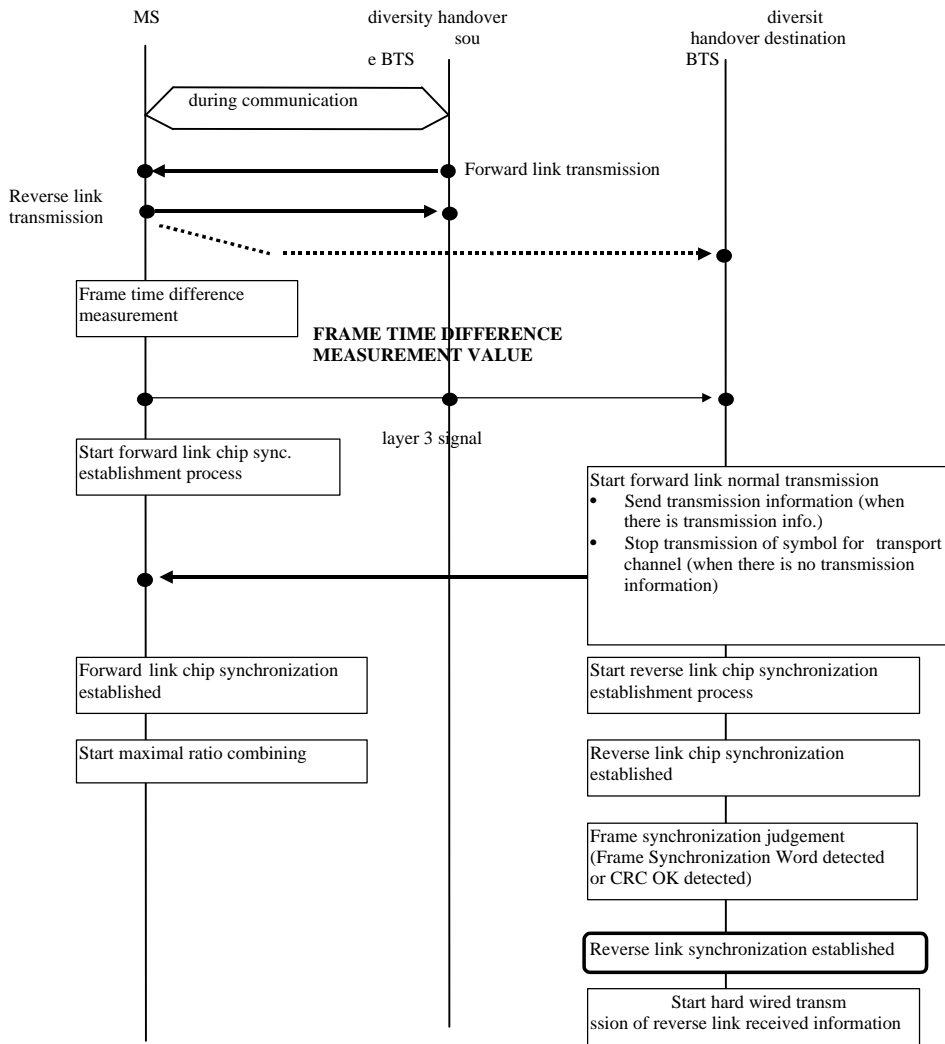 MS
diversity handover
sou
e BTS
diversit
handover destination
BTS
during communication
Forward link transmission
Reverse link
transmission
Frame time difference
measurement
FRAME TIME DIFFERENCE
MEASUREMENT VALUE
layer 3 signal
Start forward link chip sync.
establishment process
Start forward link normal transmission
• Send transmission information (when
there is transmission info.)
• Stop transmission of symbol for transport
channel (when there is no transmission
information)
Forward link chip synchronization
established
Start reverse link chip synchronization
establishment process
Start maximal ratio combining
Reverse link chip synchronization
established
Frame synchronization judgement
(Frame Synchronization Word detected
or CRC OK detected)
Reverse link synchronization established
Start hard wired transm
ssion of reverse link received information